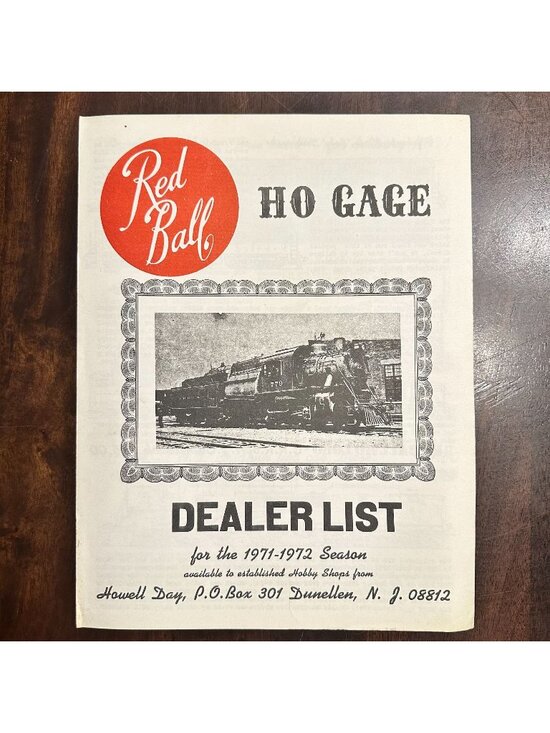 Red
Ball
HO GAGE
DEALER LIST
for the 1971-1972 Season
available to established Hobby Shops from
Howell Day, P.O. Box 301 Dunellen, N. J. 08812